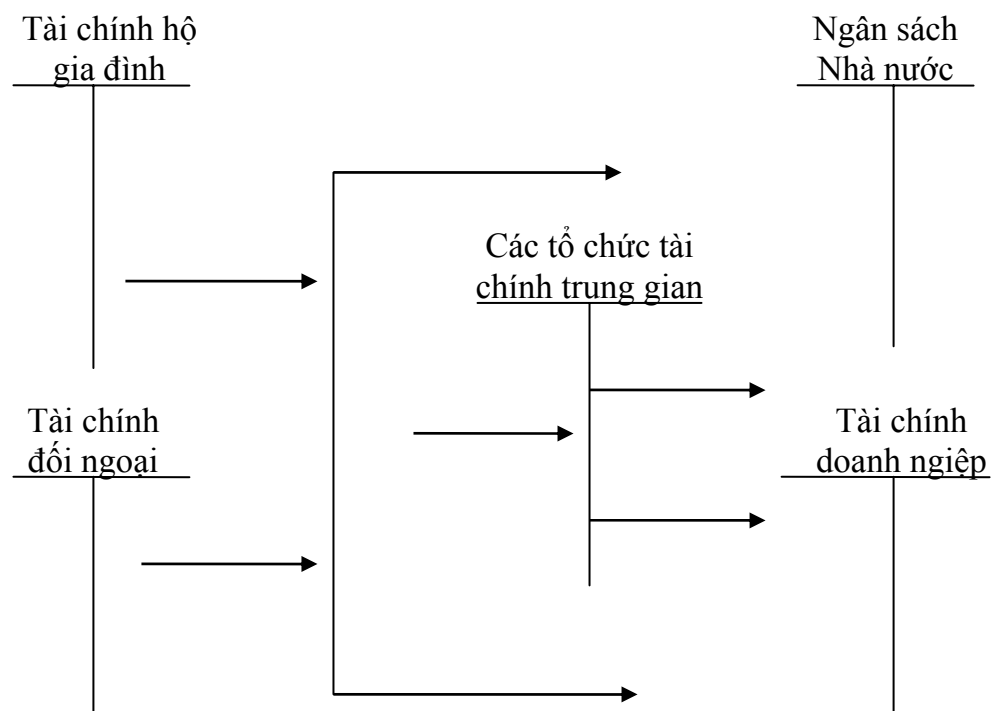 Tài chính hộ
gia đình
Ngân sách
Nhà nước
Các tổ chức tài
chính trung gian
Tài chính
đối ngoại
Tài chính
doanh ngiệp